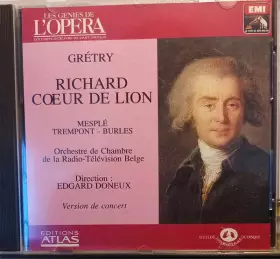 LES GÉNIES DE
L'OPÉRA
EMI
GRÉTRY
RICHARD
CŒUR DE LION
MESPLÉ
TREMPONT - BURLES
Orchestre de Chambre
de la Radio-Télévision Belge
Direction :
EDGARD DONEUX
Version de concert
EDITIONS
ATLAS